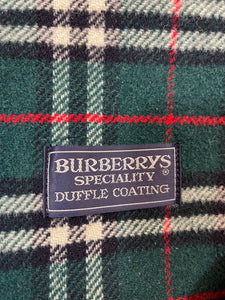 BURBERRYS
SPECIALITY ®
DUFFLE COATING